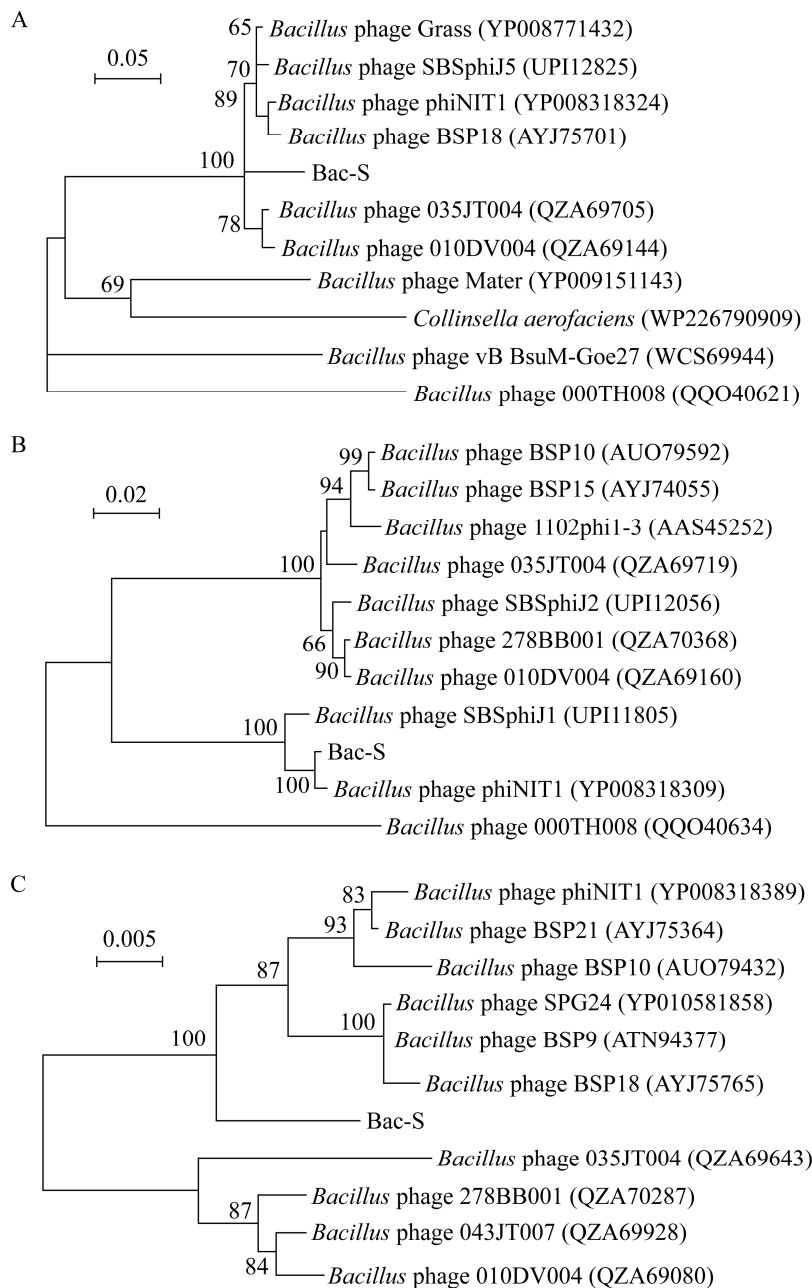 A
65 Bacillus phage Grass (YP008771432)
0.05
70 Bacillus phage SBSphiJ5 (UPI12825)
89 Bacillus phage phiNIT1 (YP008318324)
Bacillus phage BSP18 (AYJ75701)
100 Bac-S
78 Bacillus phage 035JT004 (QZA69705)
Bacillus phage 010DV004 (QZA69144)
69 Bacillus phage Mater (YP009151143)
Collinsella aerofaciens (WP226790909)
Bacillus phage vB BsuM-Goe27 (WCS69944)
Bacillus phage 000TH008 (QQO40621)
B
99 Bacillus phage BSP10 (AUO79592)
0.02
94 Bacillus phage BSP15 (AYJ74055)
Bacillus phage 1102phi1-3 (AAS45252)
100 Bacillus phage 035JT004 (QZA69719)
Bacillus phage SBSphiJ2 (UPI12056)
66 Bacillus phage 278BB001 (QZA70368)
90 Bacillus phage 010DV004 (QZA69160)
100 Bacillus phage SBSphiJ1 (UPI11805)
Bac-S
100 Bacillus phage phiNIT1 (YP008318309)
Bacillus phage 000TH008 (QQO40634)
C
83 Bacillus phage phiNIT1 (YP008318389)
0.005
93 Bacillus phage BSP21 (AYJ75364)
87 Bacillus phage BSP10 (AUO79432)
Bacillus phage SPG24 (YP010581858)
100 Bacillus phage BSP9 (ATN94377)
100 Bacillus phage BSP18 (AYJ75765)
Bac-S
Bacillus phage 035JT004 (QZA69643)
87 Bacillus phage 278BB001 (QZA70287)
Bacillus phage 043JT007 (QZA69928)
84 Bacillus phage 010DV004 (QZA69080)